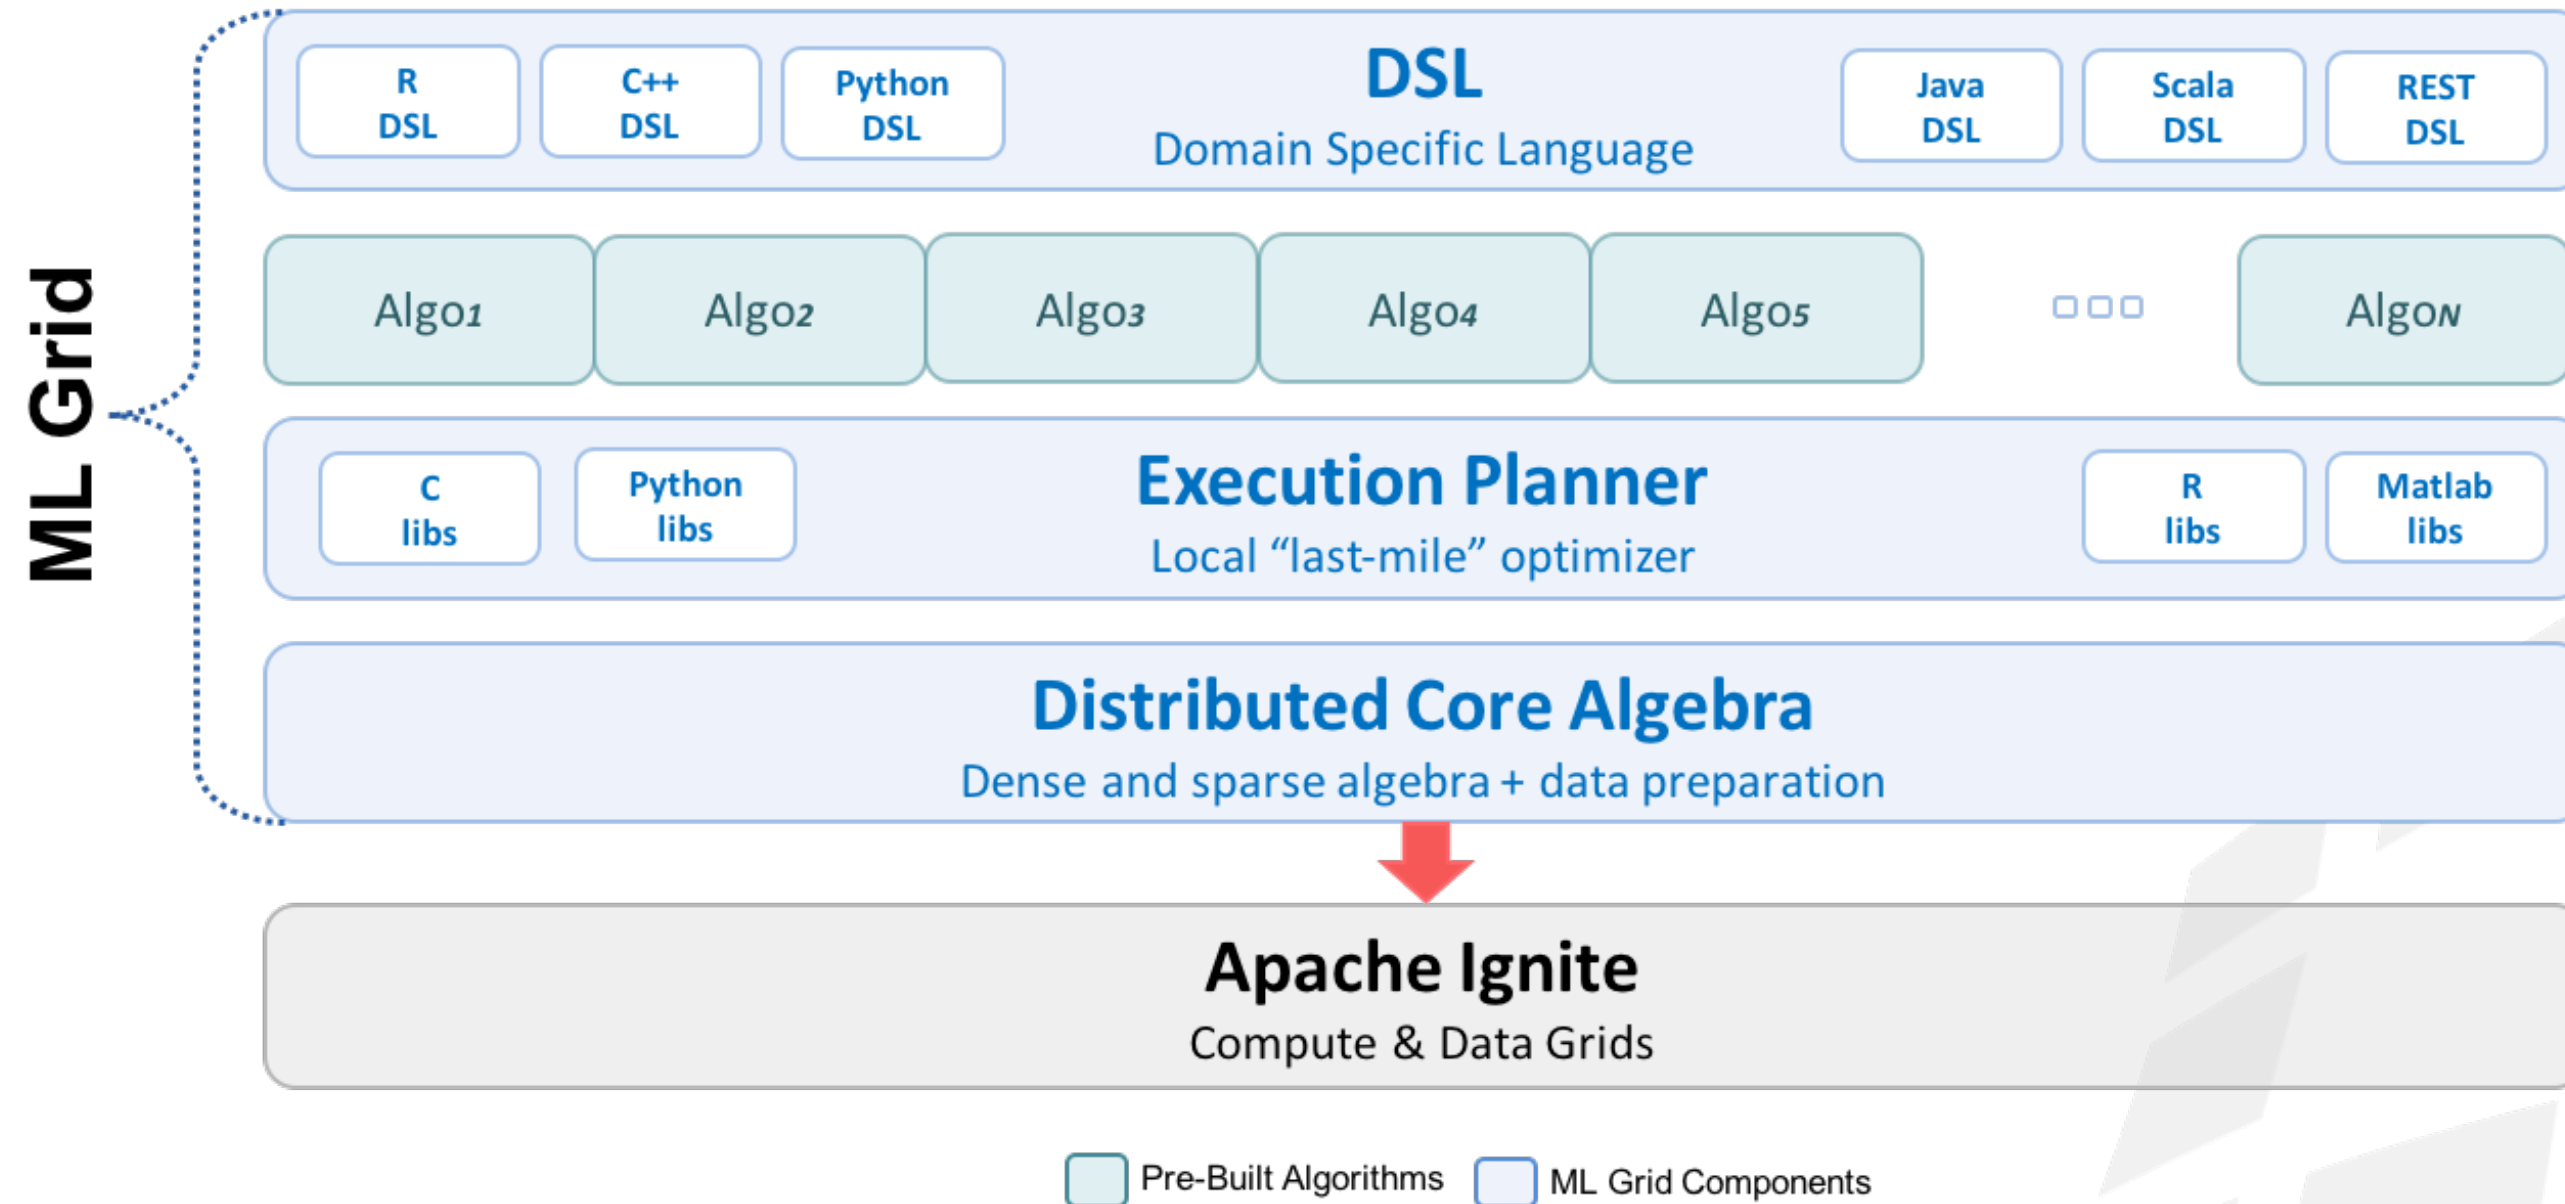 ML Grid
R
DSL
C++
DSL
Python
DSL
DSL
Domain Specific Language
Java
DSL
Scala
DSL
REST
DSL
Algo1
Algo2
Algo3
Algo4
Algo5
AlgoN
C
libs
Python
libs
Execution Planner
Local “last-mile” optimizer
R
libs
Matlab
libs
Distributed Core Algebra
Dense and sparse algebra + data preparation
Apache Ignite
Compute & Data Grids
Pre-Built Algorithms
ML Grid Components